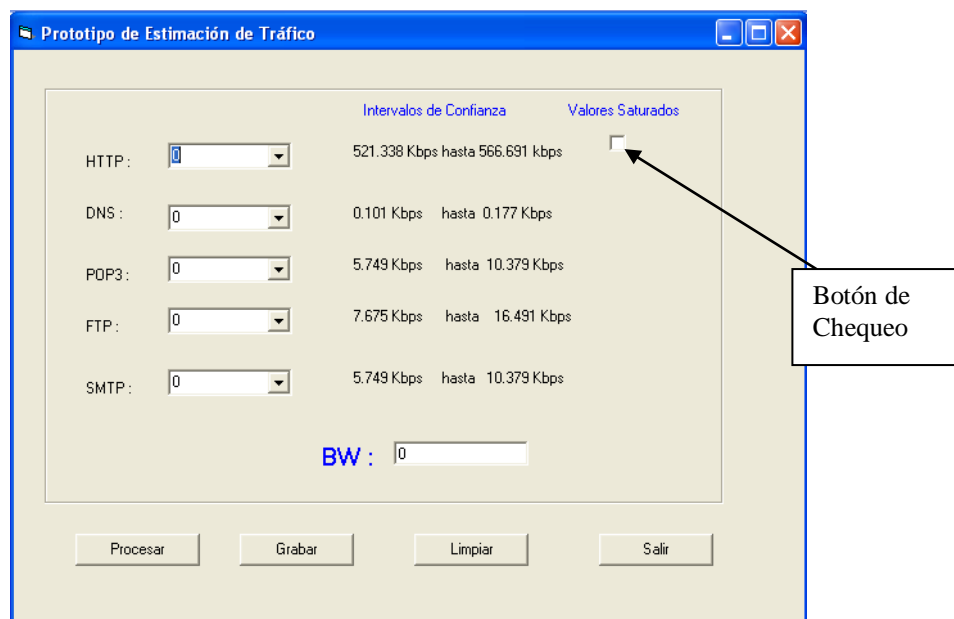 Prototipo de Estimación de Tráfico
Intervalos de Confianza Valores Saturados
HTTP : 0 521.338 Kbps hasta 566.691 kbps
DNS : 0 0.101 Kbps hasta 0.177 Kbps
POP3 : 0 5.749 Kbps hasta 10.379 Kbps
FTP : 0 7.675 Kbps hasta 16.491 Kbps
SMTP : 0 5.749 Kbps hasta 10.379 Kbps
BW : 0
Procesar Grabar Limpiar Salir
Botón de
Chequeo